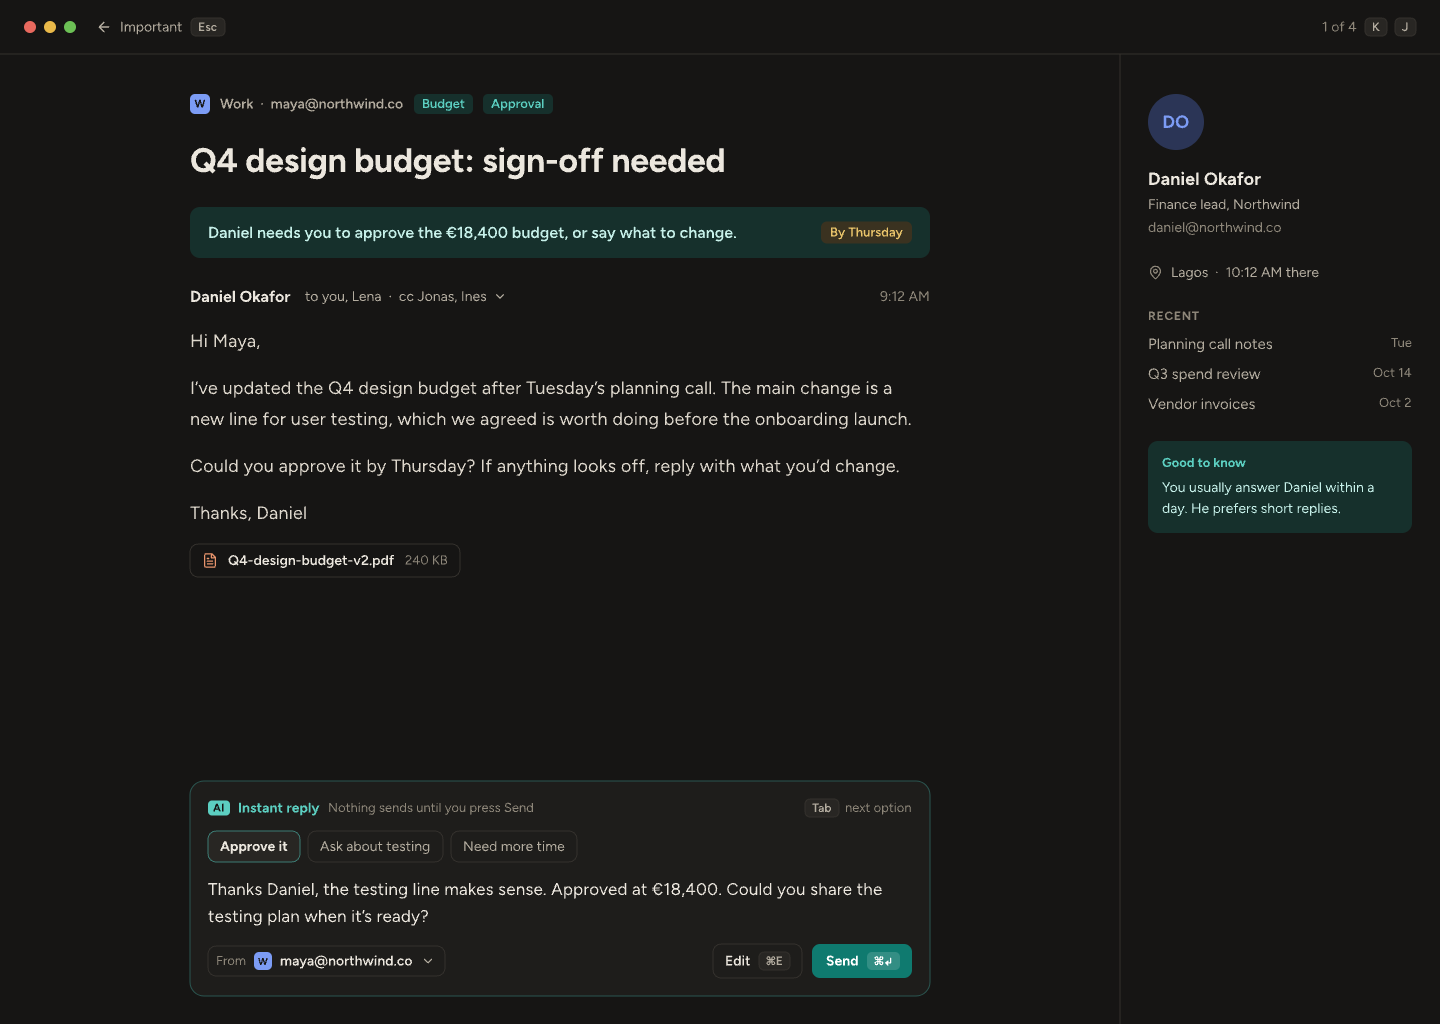 Important Esc
1 of 4 K J
W Work · maya@northwind.co Budget Approval
Q4 design budget: sign-off needed
Daniel needs you to approve the €18,400 budget, or say what to change. By Thursday
Daniel Okafor to you, Lena · cc Jonas, Ines 9:12 AM
Hi Maya,
I’ve updated the Q4 design budget after Tuesday’s planning call. The main change is a
new line for user testing, which we agreed is worth doing before the onboarding launch.
Could you approve it by Thursday? If anything looks off, reply with what you’d change.
Thanks, Daniel
Q4-design-budget-v2.pdf 240 KB
AI Instant reply Nothing sends until you press Send Tab next option
Approve it Ask about testing Need more time
Thanks Daniel, the testing line makes sense. Approved at €18,400. Could you share the
testing plan when it’s ready?
From W maya@northwind.co Edit ⌘E Send ⌘↵
DO
Daniel Okafor
Finance lead, Northwind
daniel@northwind.co
Lagos · 10:12 AM there
RECENT
Planning call notes Tue
Q3 spend review Oct 14
Vendor invoices Oct 2
Good to know
You usually answer Daniel within a
day. He prefers short replies.